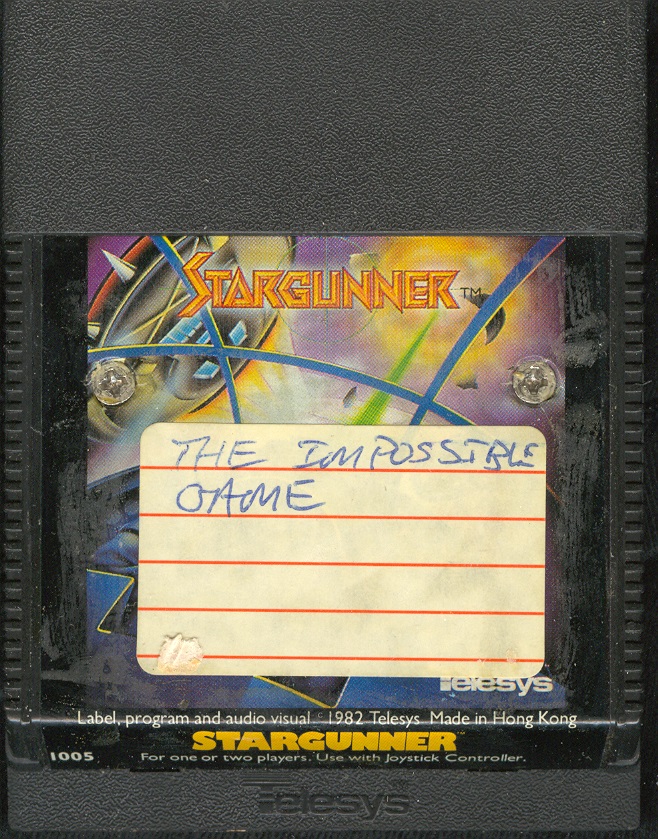 STARGUNNER™
THE IMPOSSIBLE
GAME
Telesys
Label, program and audio visual © 1982 Telesys Made in Hong Kong
STARGUNNER
1005
For one or two players. Use with Joystick Controller.
Telesys